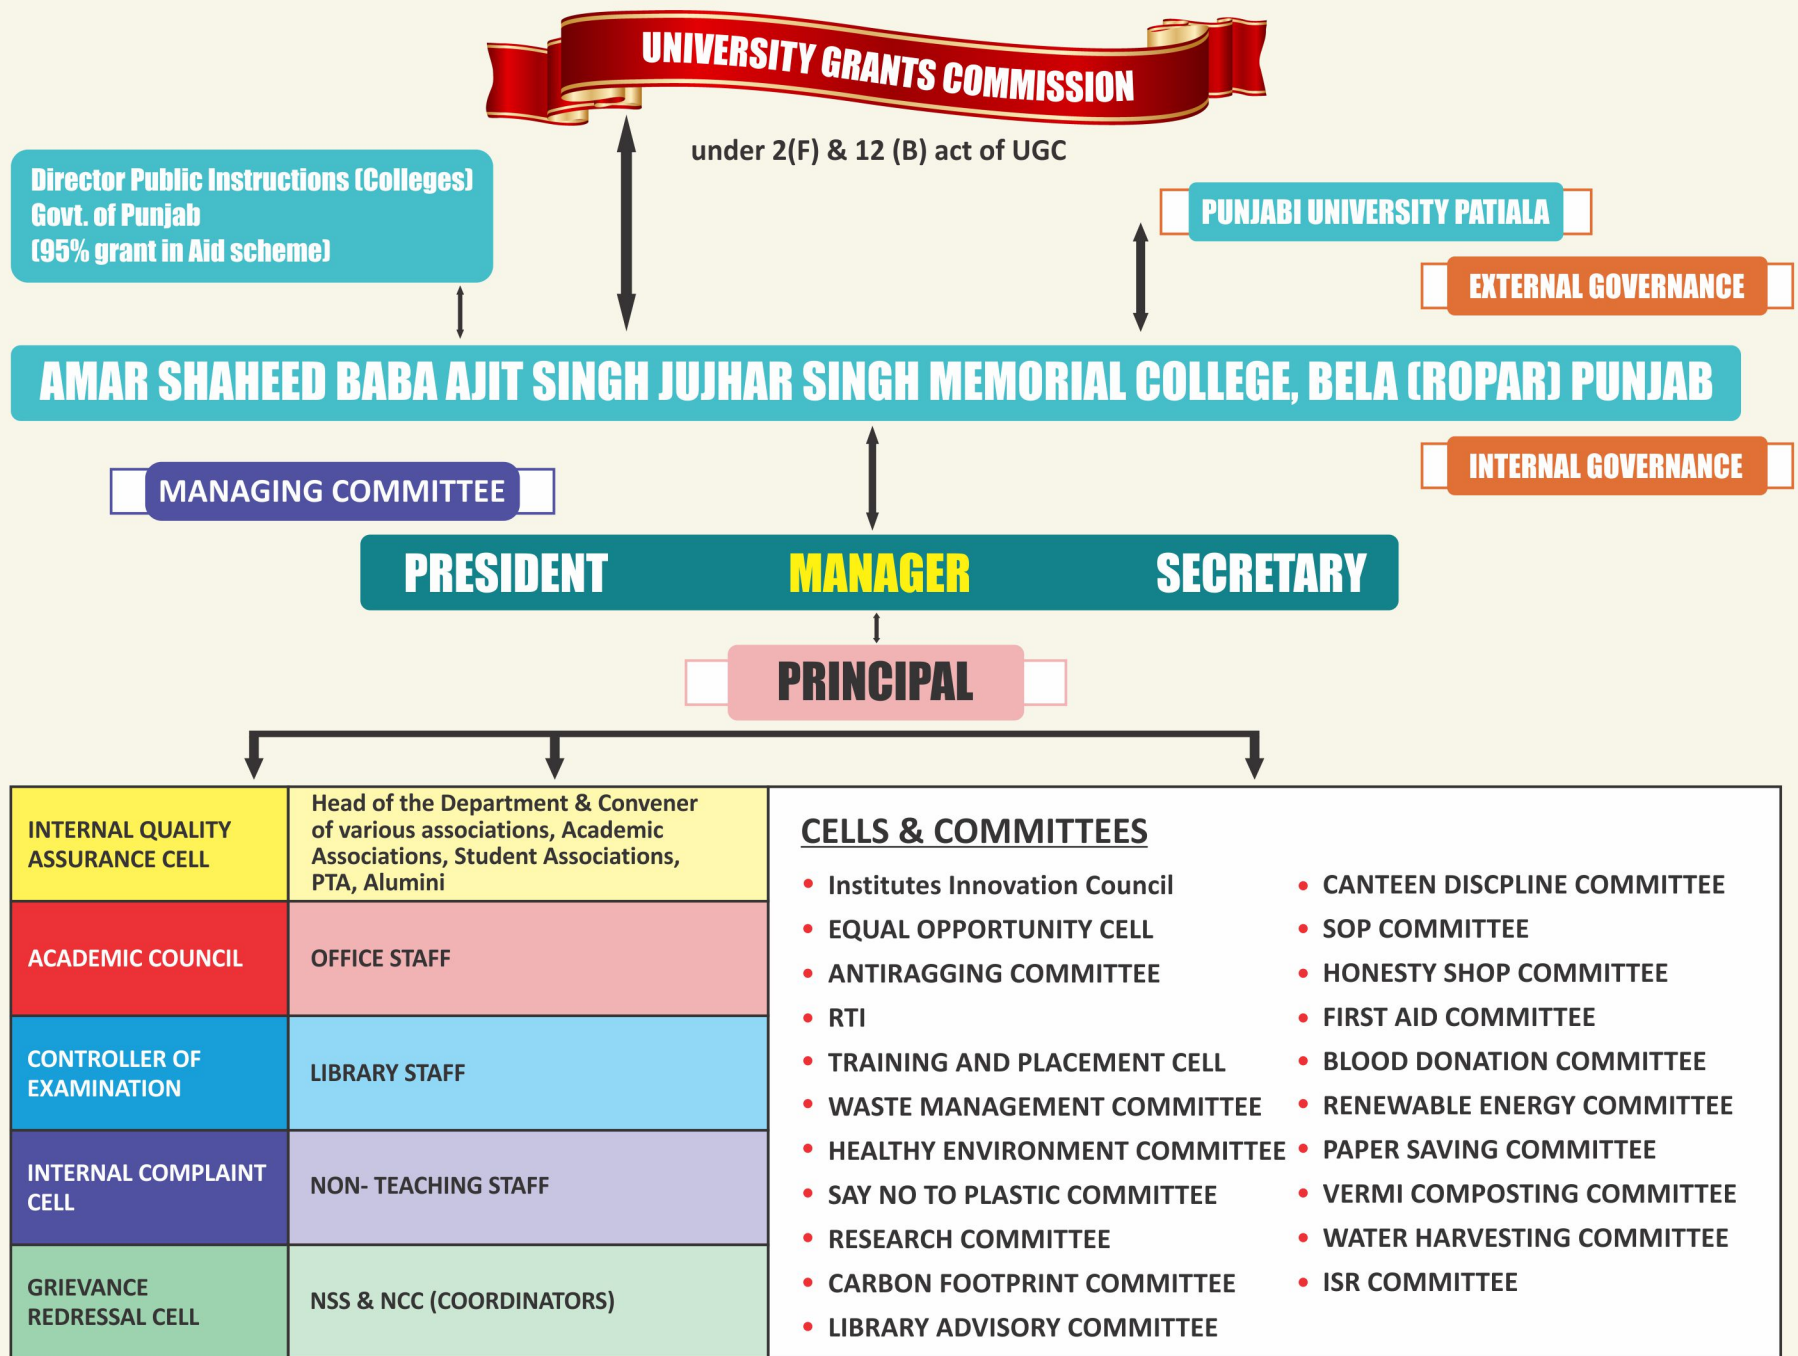 UNIVERSITY GRANTS COMMISSION
under 2(F) & 12 (B) act of UGC
Director Public Instructions (Colleges)
Govt. of Punjab
(95% grant in Aid scheme)
PUNJABI UNIVERSITY PATIALA
EXTERNAL GOVERNANCE
AMAR SHAHEED BABA AJIT SINGH JUJHAR SINGH MEMORIAL COLLEGE, BELA (ROPAR) PUNJAB
INTERNAL GOVERNANCE
MANAGING COMMITTEE
PRESIDENT MANAGER SECRETARY
PRINCIPAL
INTERNAL QUALITY
ASSURANCE CELL
Head of the Department & Convener
of various associations, Academic
Associations, Student Associations,
PTA, Alumini
ACADEMIC COUNCIL
OFFICE STAFF
CONTROLLER OF
EXAMINATION
LIBRARY STAFF
INTERNAL COMPLAINT
CELL
NON- TEACHING STAFF
GRIEVANCE
REDRESSAL CELL
NSS & NCC (COORDINATORS)
CELLS & COMMITTEES
• Institutes Innovation Council
• EQUAL OPPORTUNITY CELL
• ANTIRAGGING COMMITTEE
• RTI
• TRAINING AND PLACEMENT CELL
• WASTE MANAGEMENT COMMITTEE
• HEALTHY ENVIRONMENT COMMITTEE
• SAY NO TO PLASTIC COMMITTEE
• RESEARCH COMMITTEE
• CARBON FOOTPRINT COMMITTEE
• LIBRARY ADVISORY COMMITTEE
• CANTEEN DISCPLINE COMMITTEE
• SOP COMMITTEE
• HONESTY SHOP COMMITTEE
• FIRST AID COMMITTEE
• BLOOD DONATION COMMITTEE
• RENEWABLE ENERGY COMMITTEE
• PAPER SAVING COMMITTEE
• VERMI COMPOSTING COMMITTEE
• WATER HARVESTING COMMITTEE
• ISR COMMITTEE